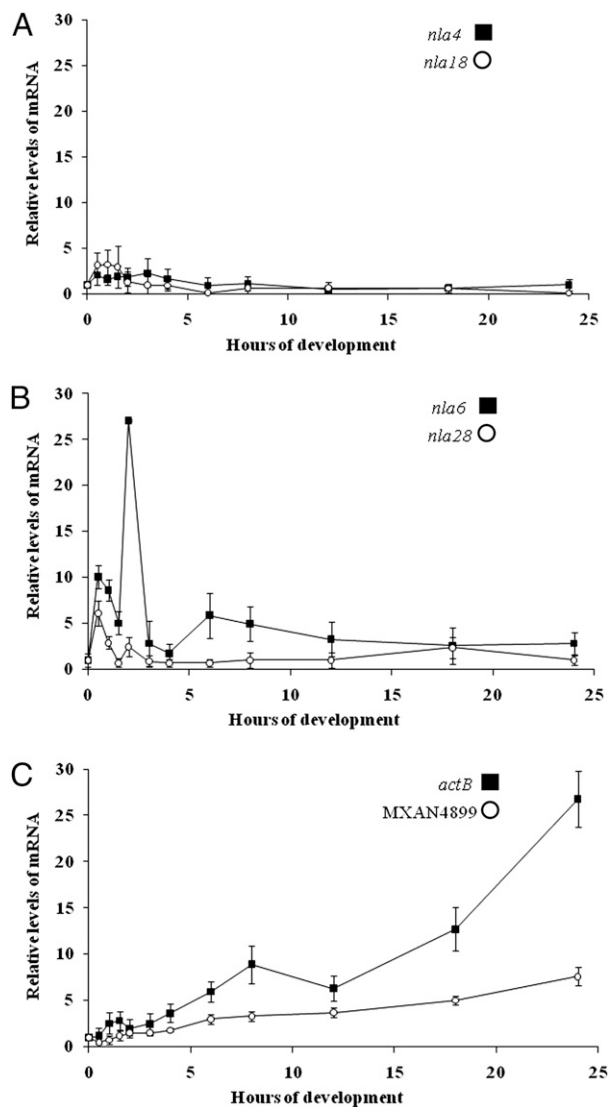 A
30
25
20
15
10
5
0
Relative levels of mRNA
nla4
nla18
0 5 10 15 20 25
Hours of development
B
30
25
20
15
10
5
0
Relative levels of mRNA
nla6
nla28
0 5 10 15 20 25
Hours of development
C
30
25
20
15
10
5
0
Relative levels of mRNA
actB
MXAN4899
0 5 10 15 20 25
Hours of development